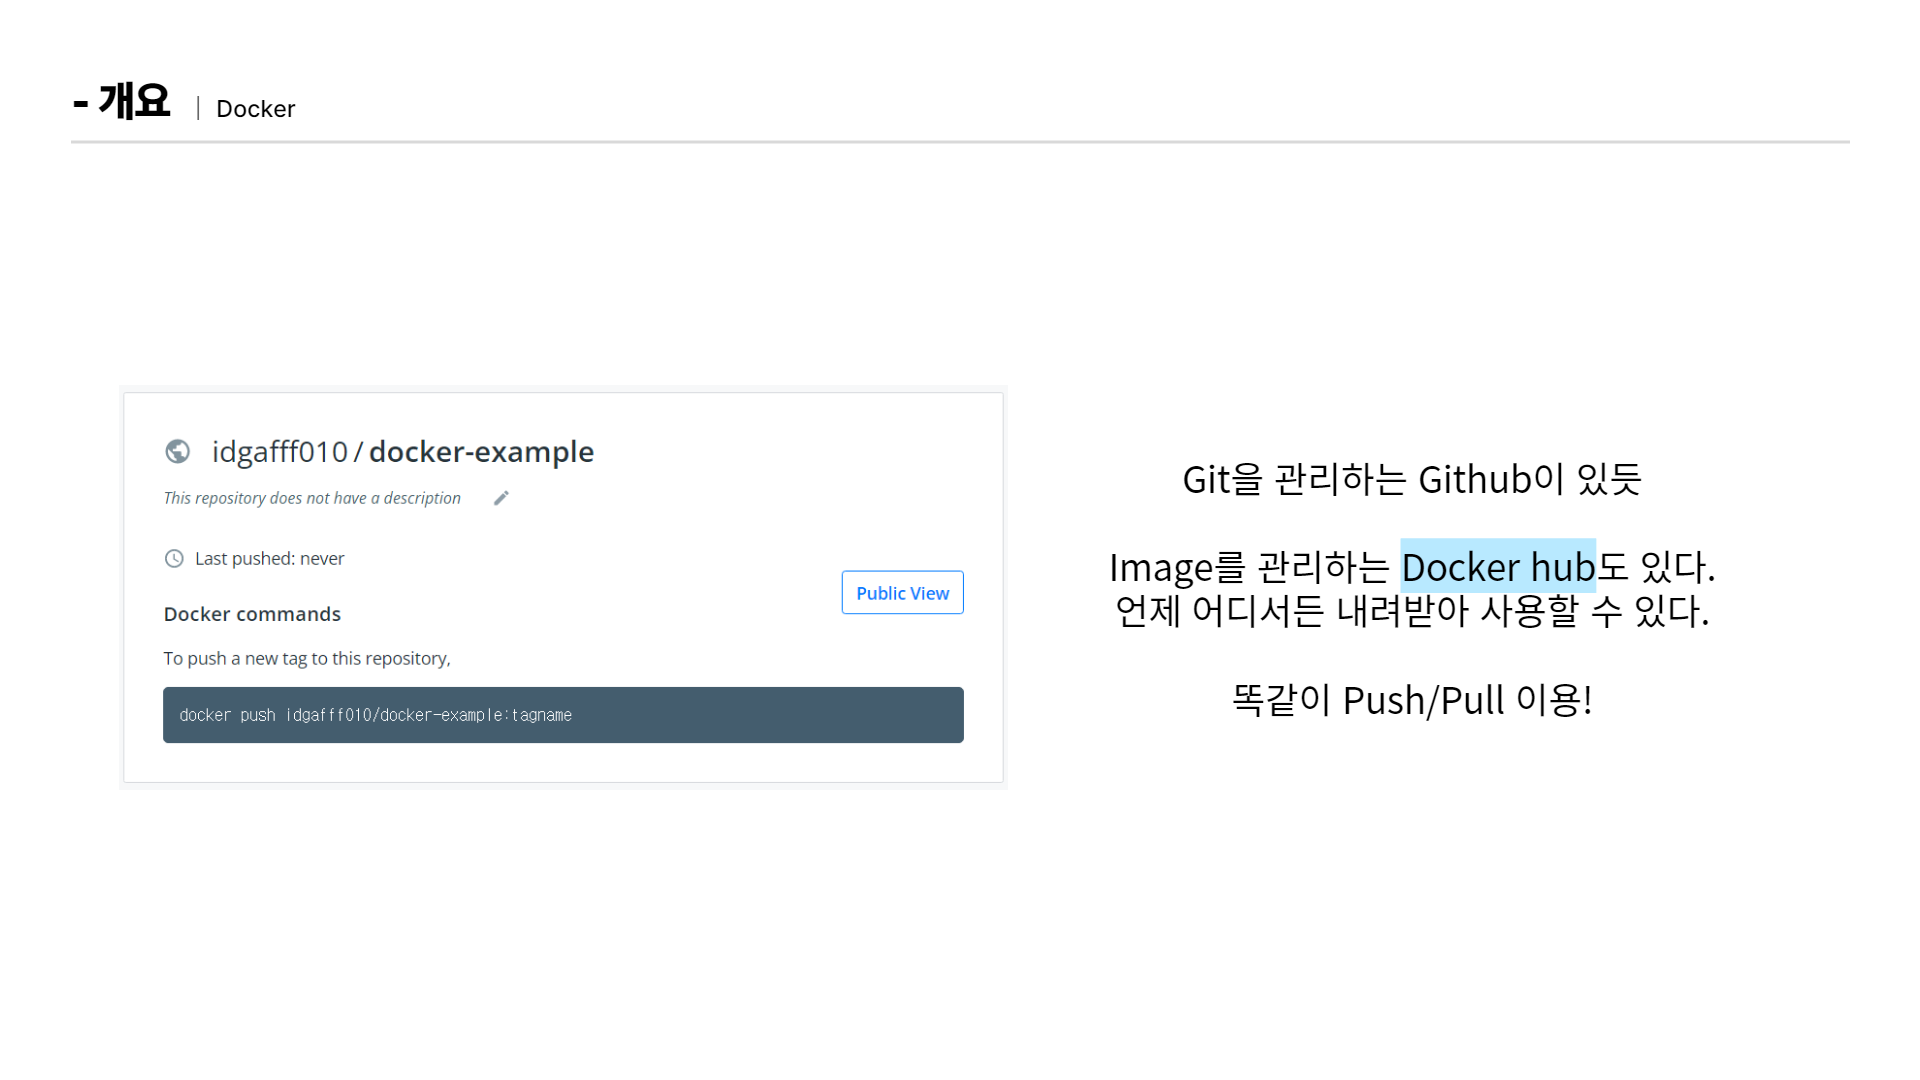 - 개요 | Docker
idgafff010 / docker-example
This repository does not have a description
Last pushed: never
Public View
Docker commands
To push a new tag to this repository,
docker push idgafff010/docker-example:tagname
Git을 관리하는 Github이 있듯
Image를 관리하는 Docker hub도 있다.
언제 어디서든 내려받아 사용할 수 있다.
똑같이 Push/Pull 이용!